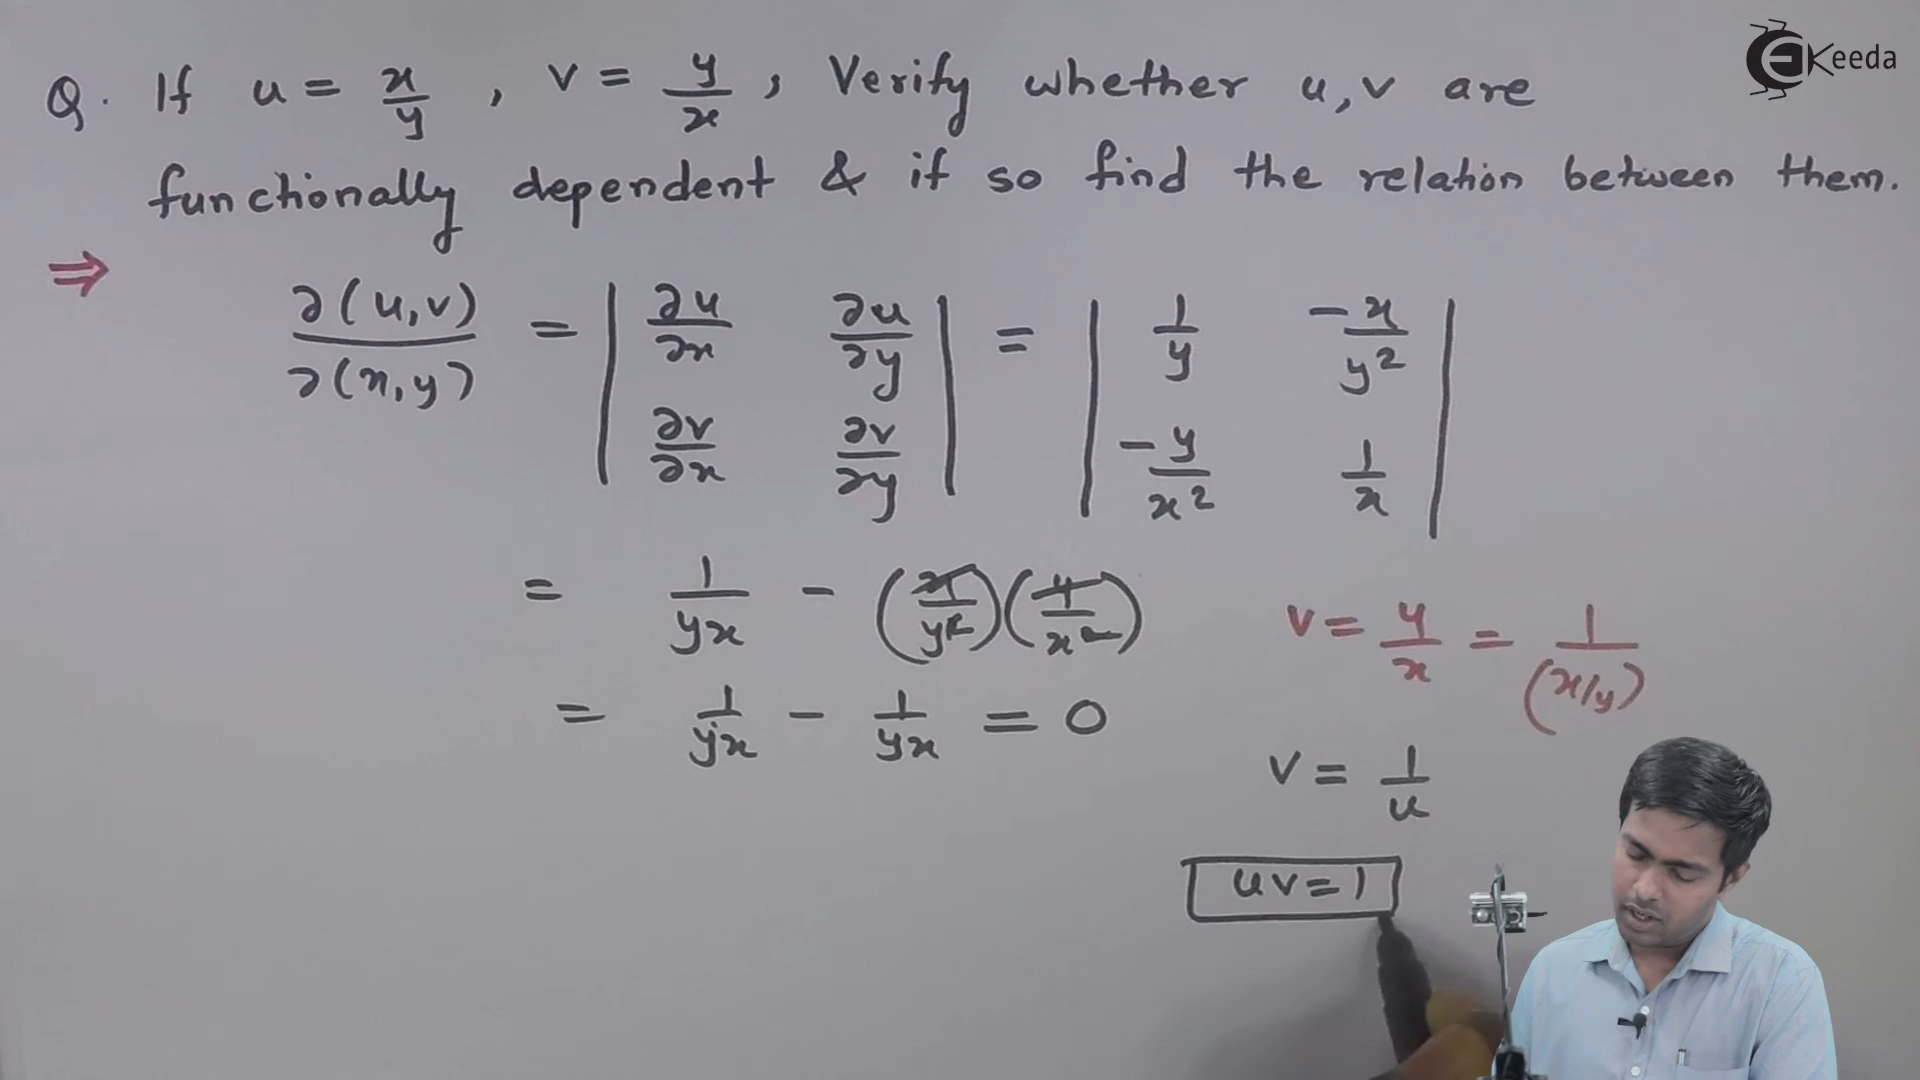 EKeeda
Q. If u = x/y , v = y/x , Verify whether u, v are
functionally dependent & if so find the relation between them.
⇒
∂(u,v)/∂(x,y) = | ∂u/∂x ∂u/∂y | = | 1/y -x/y² |
| ∂v/∂x ∂v/∂y | | -y/x² 1/x |
= 1/yx - (x/y²)(y/x²)
= 1/yx - 1/yx = 0
v = y/x = 1/(x/y)
v = 1/u
uv = 1